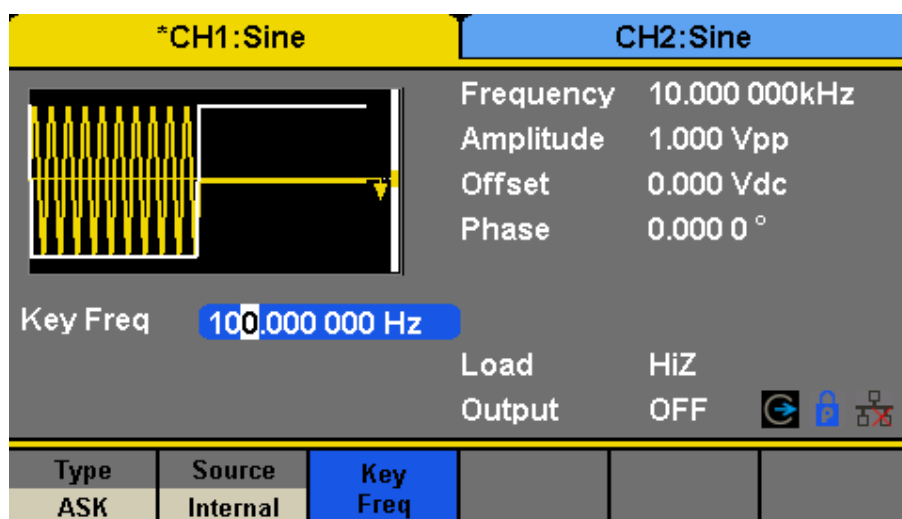 *CH1:Sine CH2:Sine
Frequency 10.000 000kHz
Amplitude 1.000 Vpp
Offset 0.000 Vdc
Phase 0.000 0 °
Key Freq 100.000 000 Hz
Load HiZ
Output OFF
P
Type Source Key
ASK Internal Freq